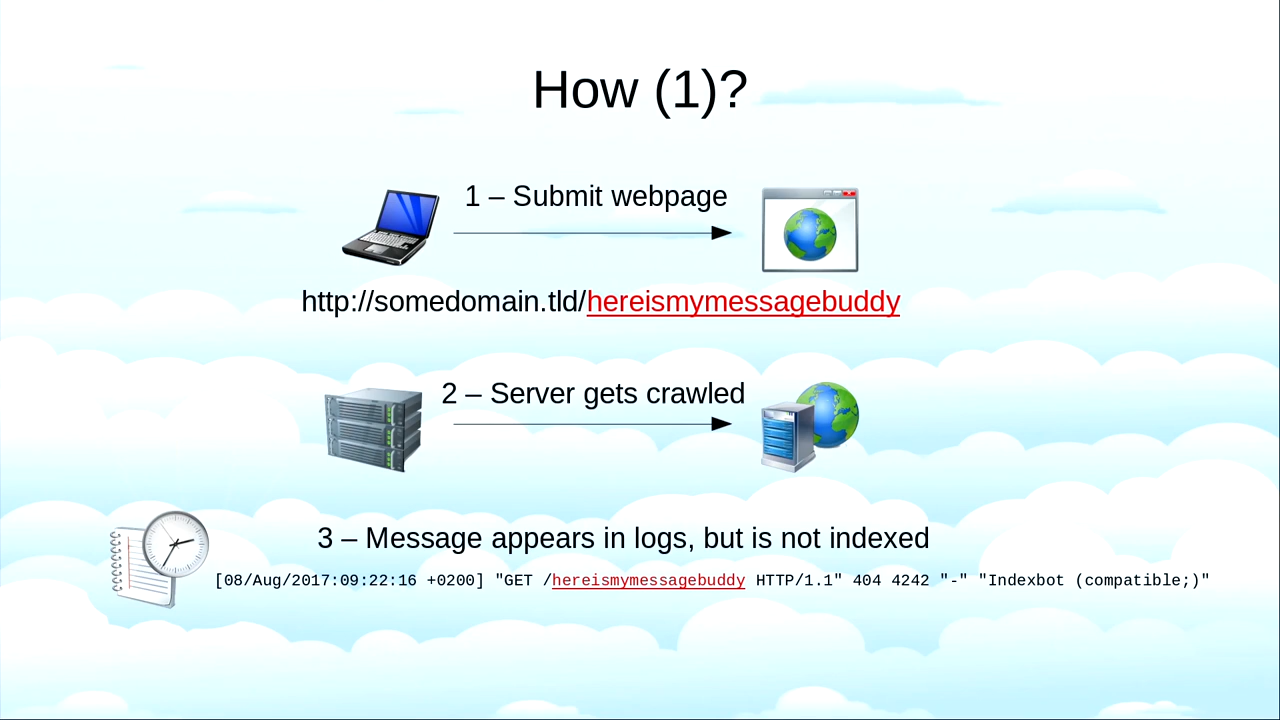 How (1)?
1 – Submit webpage
http://somedomain.tld/hereismymessagebuddy
2 – Server gets crawled
3 – Message appears in logs, but is not indexed
[08/Aug/2017:09:22:16 +0200] "GET /hereismymessagebuddy HTTP/1.1" 404 4242 "-" "Indexbot (compatible;)"